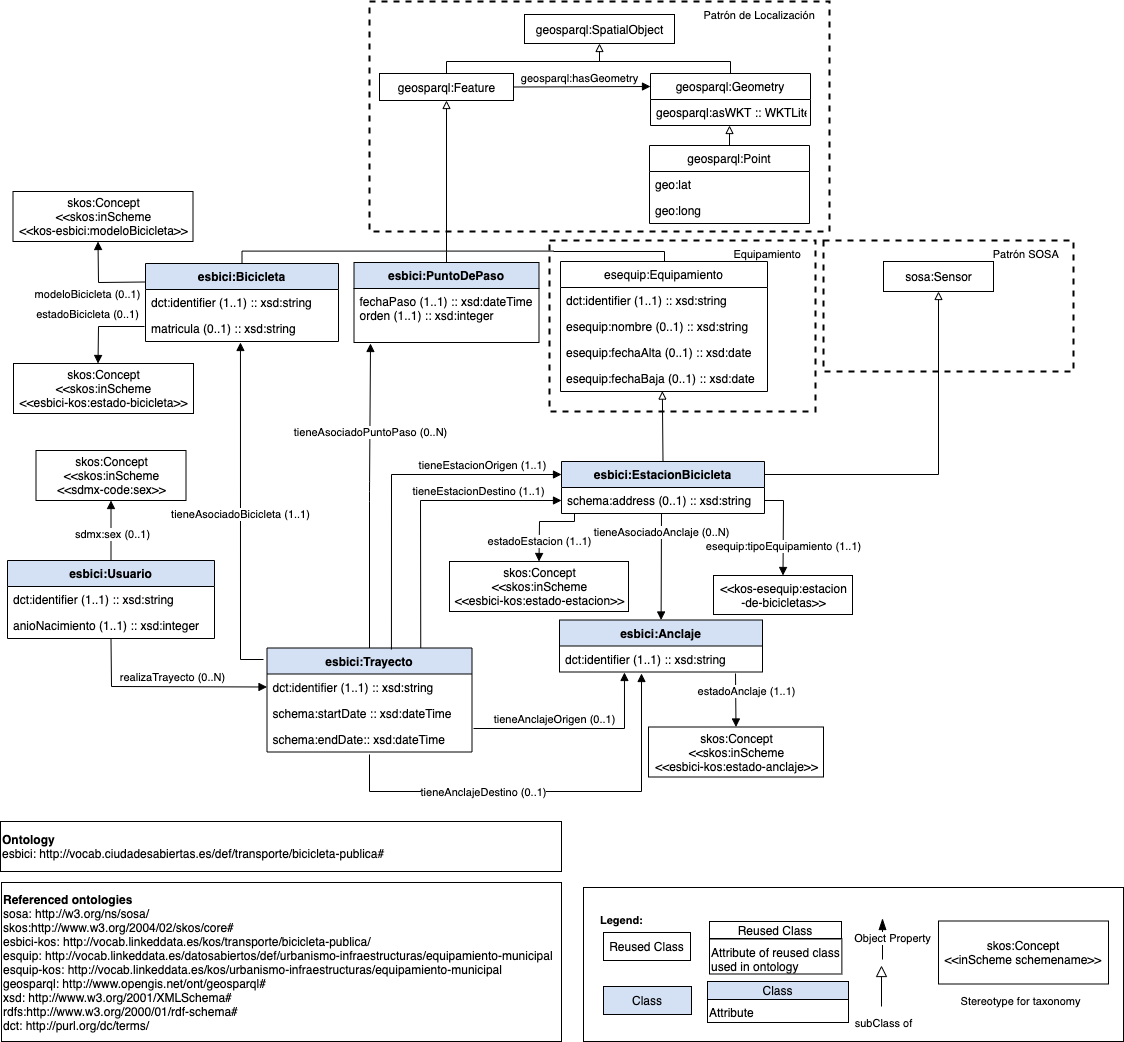 Patrón de Localización
geosparql:SpatialObject
geosparql:Feature
geosparql:hasGeometry
geosparql:Geometry
geosparql:asWKT :: WKTLite
geosparql:Point
geo:lat
geo:long
skos:Concept
<<skos:inScheme
<<kos-esbici:modeloBicicleta>>
modeloBicicleta (0..1)
estadoBicicleta (0..1)
skos:Concept
<<skos:inScheme
<<esbici-kos:estado-bicicleta>>
esbici:Bicicleta
dct:identifier (1..1) :: xsd:string
matricula (0..1) :: xsd:string
esbici:PuntoDePaso
fechaPaso (1..1) :: xsd:dateTime
orden (1..1) :: xsd:integer
Equipamiento
esequip:Equipamiento
dct:identifier (1..1) :: xsd:string
esequip:nombre (0..1) :: xsd:string
esequip:fechaAlta (0..1) :: xsd:date
esequip:fechaBaja (0..1) :: xsd:date
Patrón SOSA
sosa:Sensor
tieneAsociadoPuntoPaso (0..N)
skos:Concept
<<skos:inScheme
<<sdmx-code:sex>>
sdmx:sex (0..1)
tieneAsociadoBicicleta (1..1)
tieneEstacionOrigen (1..1)
tieneEstacionDestino (1..1)
esbici:EstacionBicicleta
schema:address (0..1) :: xsd:string
estadoEstacion (1..1)
tieneAsociadoAnclaje (0..N)
esequip:tipoEquipamiento (1..1)
skos:Concept
<<skos:inScheme
<<esbici-kos:estado-estacion>>
<<kos-esequip:estacion
-de-bicicletas>>
esbici:Usuario
dct:identifier (1..1) :: xsd:string
anioNacimiento (1..1) :: xsd:integer
realizaTrayecto (0..N)
esbici:Anclaje
dct:identifier (1..1) :: xsd:string
esbici:Trayecto
dct:identifier (1..1) :: xsd:string
schema:startDate :: xsd:dateTime
schema:endDate:: xsd:dateTime
tieneAnclajeOrigen (0..1)
tieneAnclajeDestino (0..1)
estadoAnclaje (1..1)
skos:Concept
<<skos:inScheme
<<esbici-kos:estado-anclaje>>
Ontology
esbici: http://vocab.ciudadesabiertas.es/def/transporte/bicicleta-publica#
Referenced ontologies
sosa: http://w3.org/ns/sosa/
skos:http://www.w3.org/2004/02/skos/core#
esbici-kos: http://vocab.linkeddata.es/kos/transporte/bicicleta-publica/
esquip: http://vocab.linkeddata.es/datosabiertos/def/urbanismo-infraestructuras/equipamiento-municipal
esquip-kos: http://vocab.linkeddata.es/kos/urbanismo-infraestructuras/equipamiento-municipal
geosparql: http://www.opengis.net/ont/geosparql#
xsd: http://www.w3.org/2001/XMLSchema#
rdfs:http://www.w3.org/2000/01/rdf-schema#
dct: http://purl.org/dc/terms/
Legend:
Reused Class
Reused Class
Attribute of reused class
used in ontology
Class
Class
Attribute
Object Property
subClass of
skos:Concept
<<inScheme schemename>>
Stereotype for taxonomy